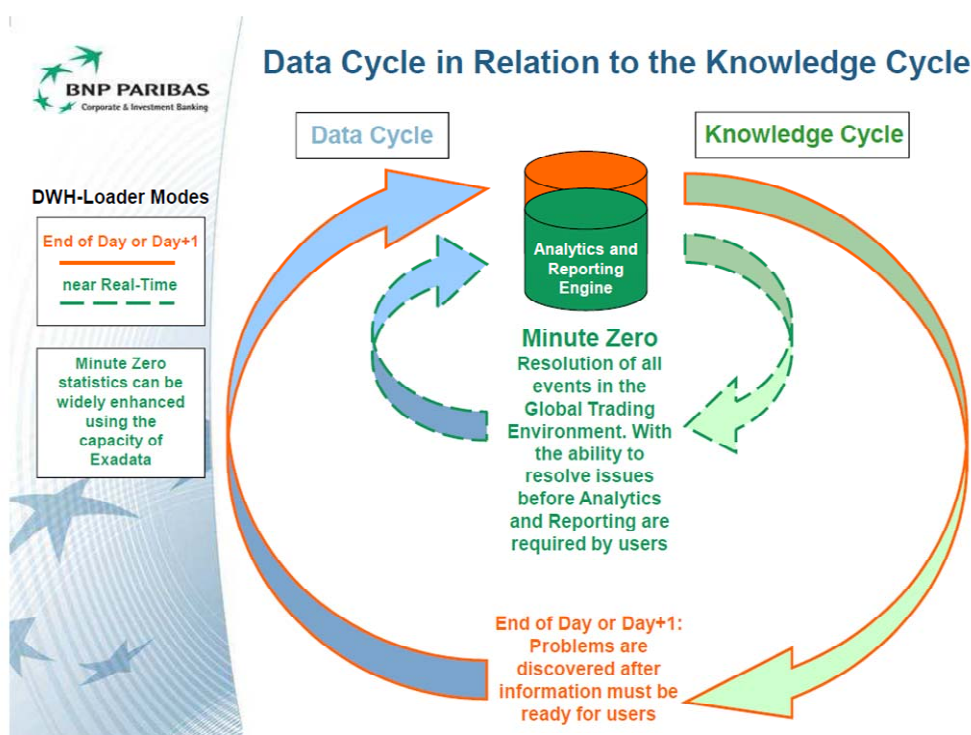 BNP PARIBAS
Corporate & Investment Banking
Data Cycle in Relation to the Knowledge Cycle
Data Cycle
Knowledge Cycle
DWH-Loader Modes
End of Day or Day+1
near Real-Time
Minute Zero
statistics can be
widely enhanced
using the
capacity of
Exadata
Analytics and
Reporting
Engine
Minute Zero
Resolution of all
events in the
Global Trading
Environment. With
the ability to
resolve issues
before Analytics
and Reporting are
required by users
End of Day or Day+1:
Problems are
discovered after
information must be
ready for users